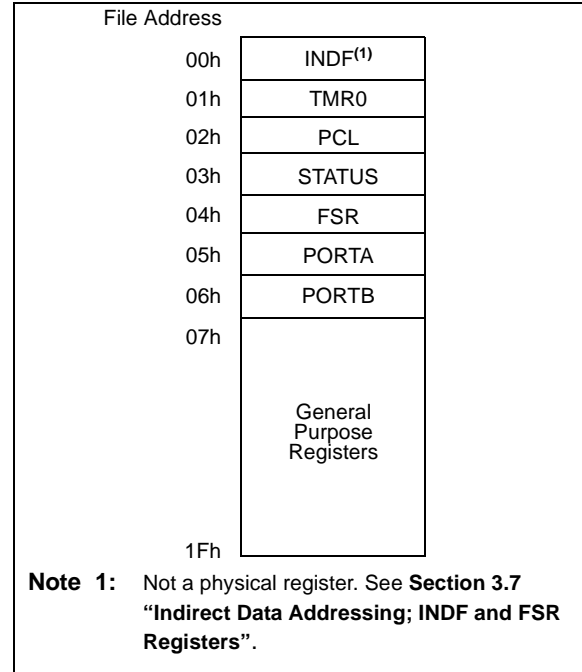 File Address
00h INDF(1)
01h TMR0
02h PCL
03h STATUS
04h FSR
05h PORTA
06h PORTB
07h
General
Purpose
Registers
1Fh
Note 1: Not a physical register. See Section 3.7
“Indirect Data Addressing; INDF and FSR
Registers”.